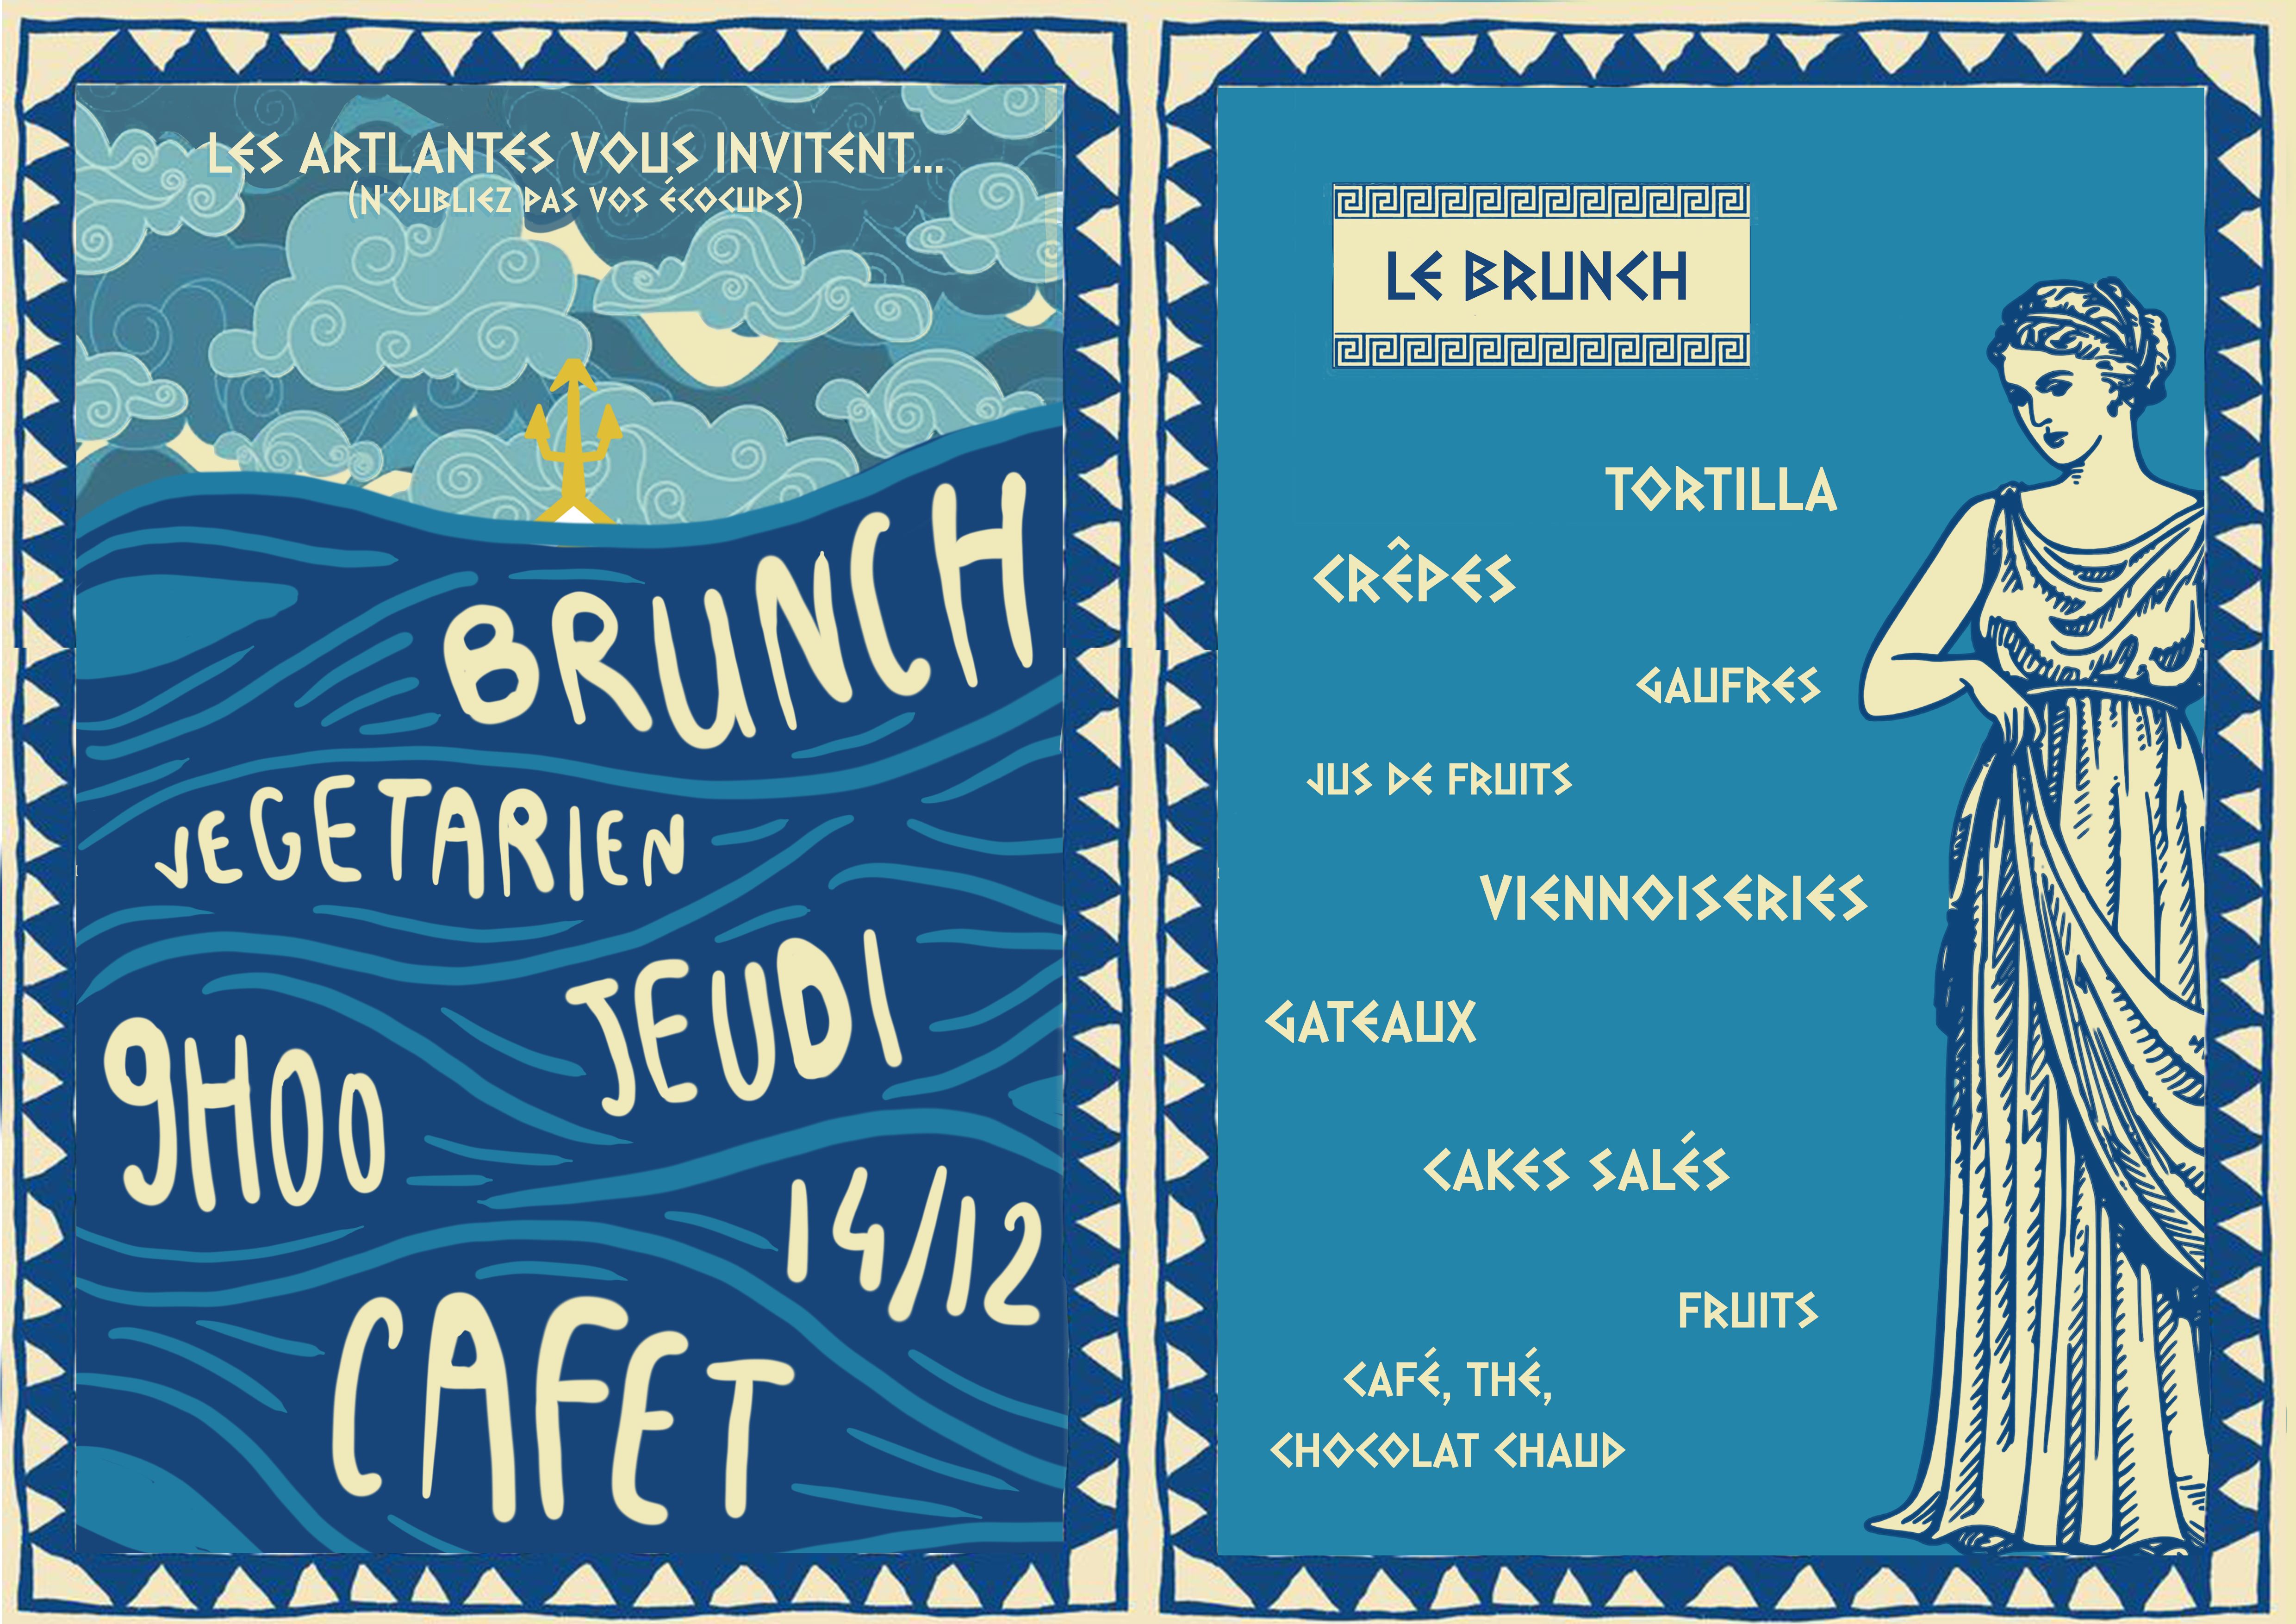 LES ARTLANTES VOUS INVITENT...
(N'OUBLIEZ PAS VOS ÉCOCUPS)
BRUNCH
VEGETARIEN
JEUDI
9H00
14/12
CAFET
LE BRUNCH
TORTILLA
CRÊPES
GAUFRES
JUS DE FRUITS
VIENNOISERIES
GATEAUX
CAKES SALÉS
FRUITS
CAFÉ, THÉ,
CHOCOLAT CHAUD